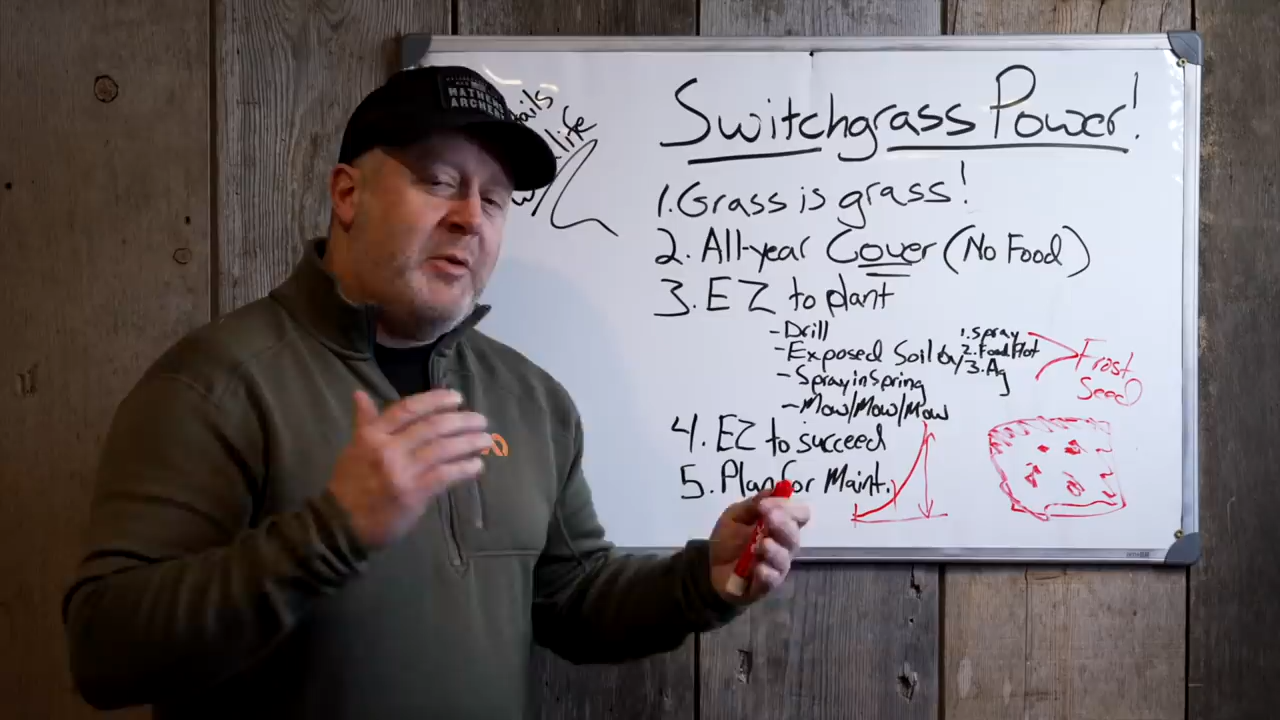 MATHEWS
ARCHERY
Switchgrass Power!
1. Grass is grass!
2. All-year Cover (No Food)
3. EZ to plant
- Drill
- Exposed Soil by
1. Spray
2. Food Plot
3. Ag
Frost
Seed
- Spray in Spring
- Mow/Mow/Mow
4. EZ to succeed
5. Plan for Maint.